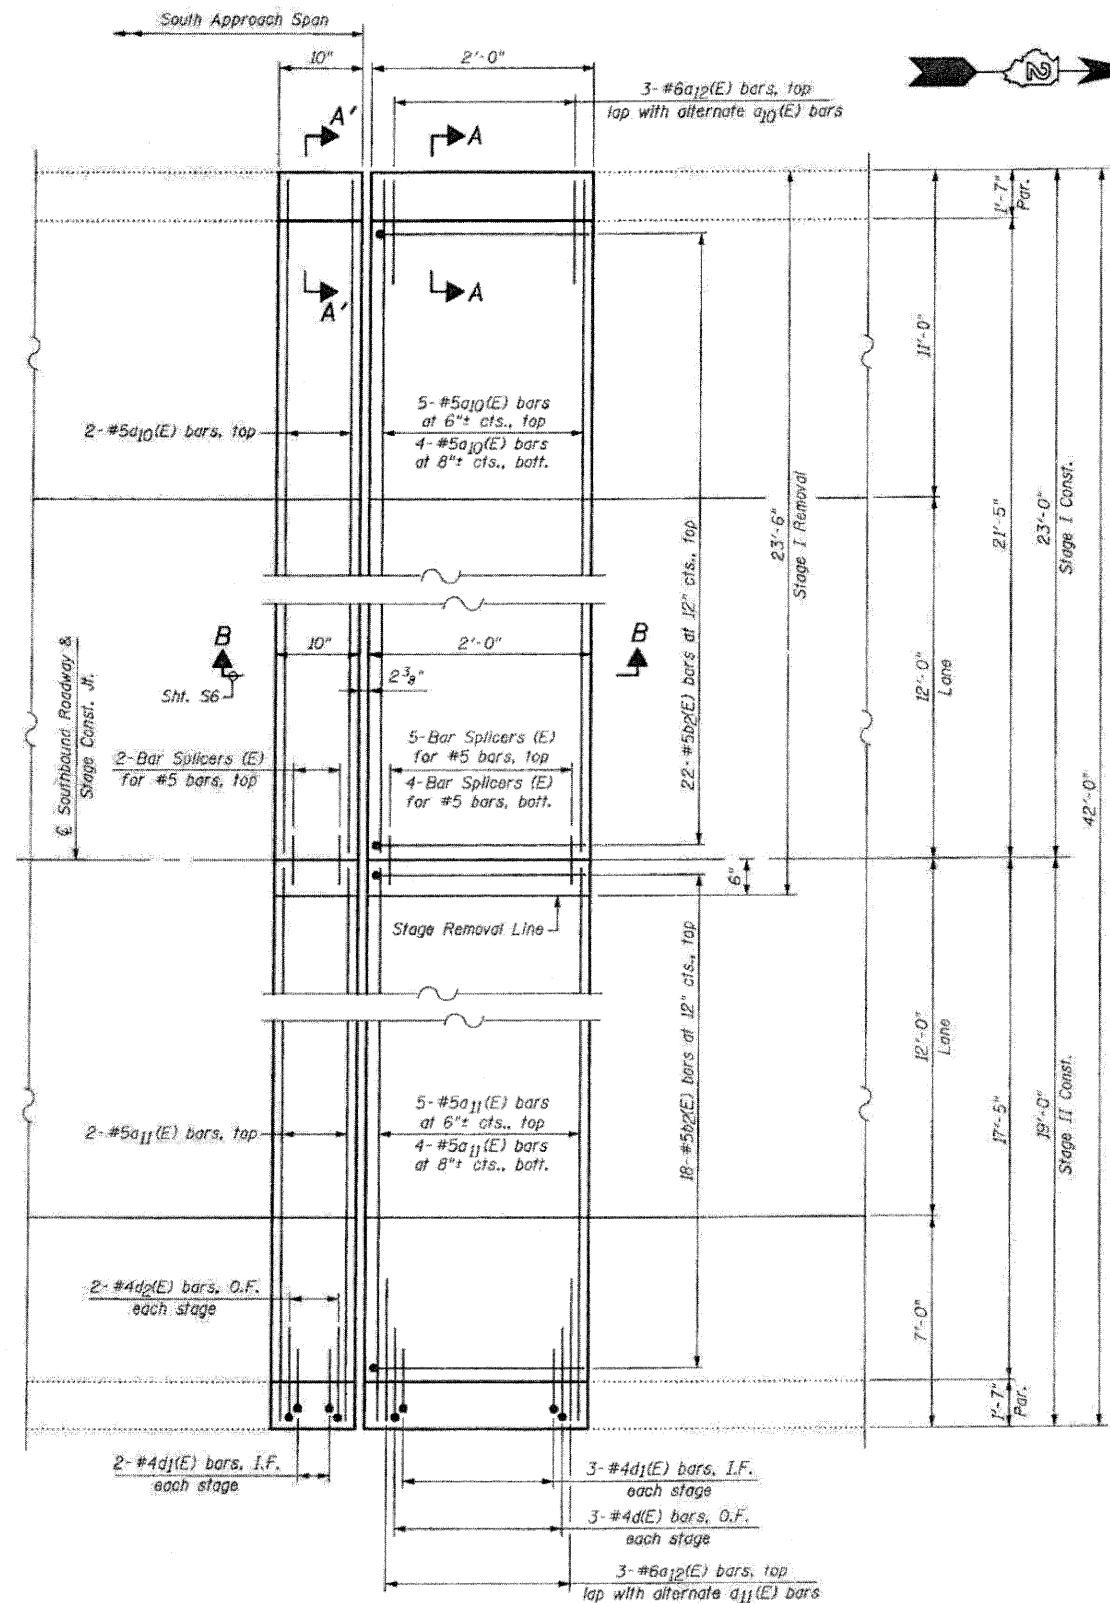 South Approach Span
10"
2'-0"
3- #6a12(E) bars, top
lap with alternate a10(E) bars
2
A'
A
A'
A
1'-7"
Par.
11'-0"
2- #5a10(E) bars, top
5- #5a10(E) bars
at 6"± cts., top
4- #5a10(E) bars
at 8"± cts., bott.
23'-6"
Stage I Removal
21'-5"
23'-0"
Stage I Const.
22- #5b2(E) bars at 12" cts., top
B
10"
2'-0"
B
2 3/8"
Sht. S6
12'-0"
Lane
℄ Southbound Roadway &
Stage Const. Jt.
2-Bar Splicers (E)
for #5 bars, top
5-Bar Splicers (E)
for #5 bars, top
4-Bar Splicers (E)
for #5 bars, bott.
42'-0"
6"
Stage Removal Line
18- #5b2(E) bars at 12" cts., top
12'-0"
Lane
2- #5a11(E) bars, top
5- #5a11(E) bars
at 6"± cts., top
4- #5a11(E) bars
at 8"± cts., bott.
17'-5"
19'-0"
Stage II Const.
2- #4d2(E) bars, O.F.
each stage
7'-0"
1'-7"
Par.
2- #4d1(E) bars, I.F.
each stage
3- #4d1(E) bars, I.F.
each stage
3- #4d(E) bars, O.F.
each stage
3- #6a12(E) bars, top
lap with alternate a11(E) bars